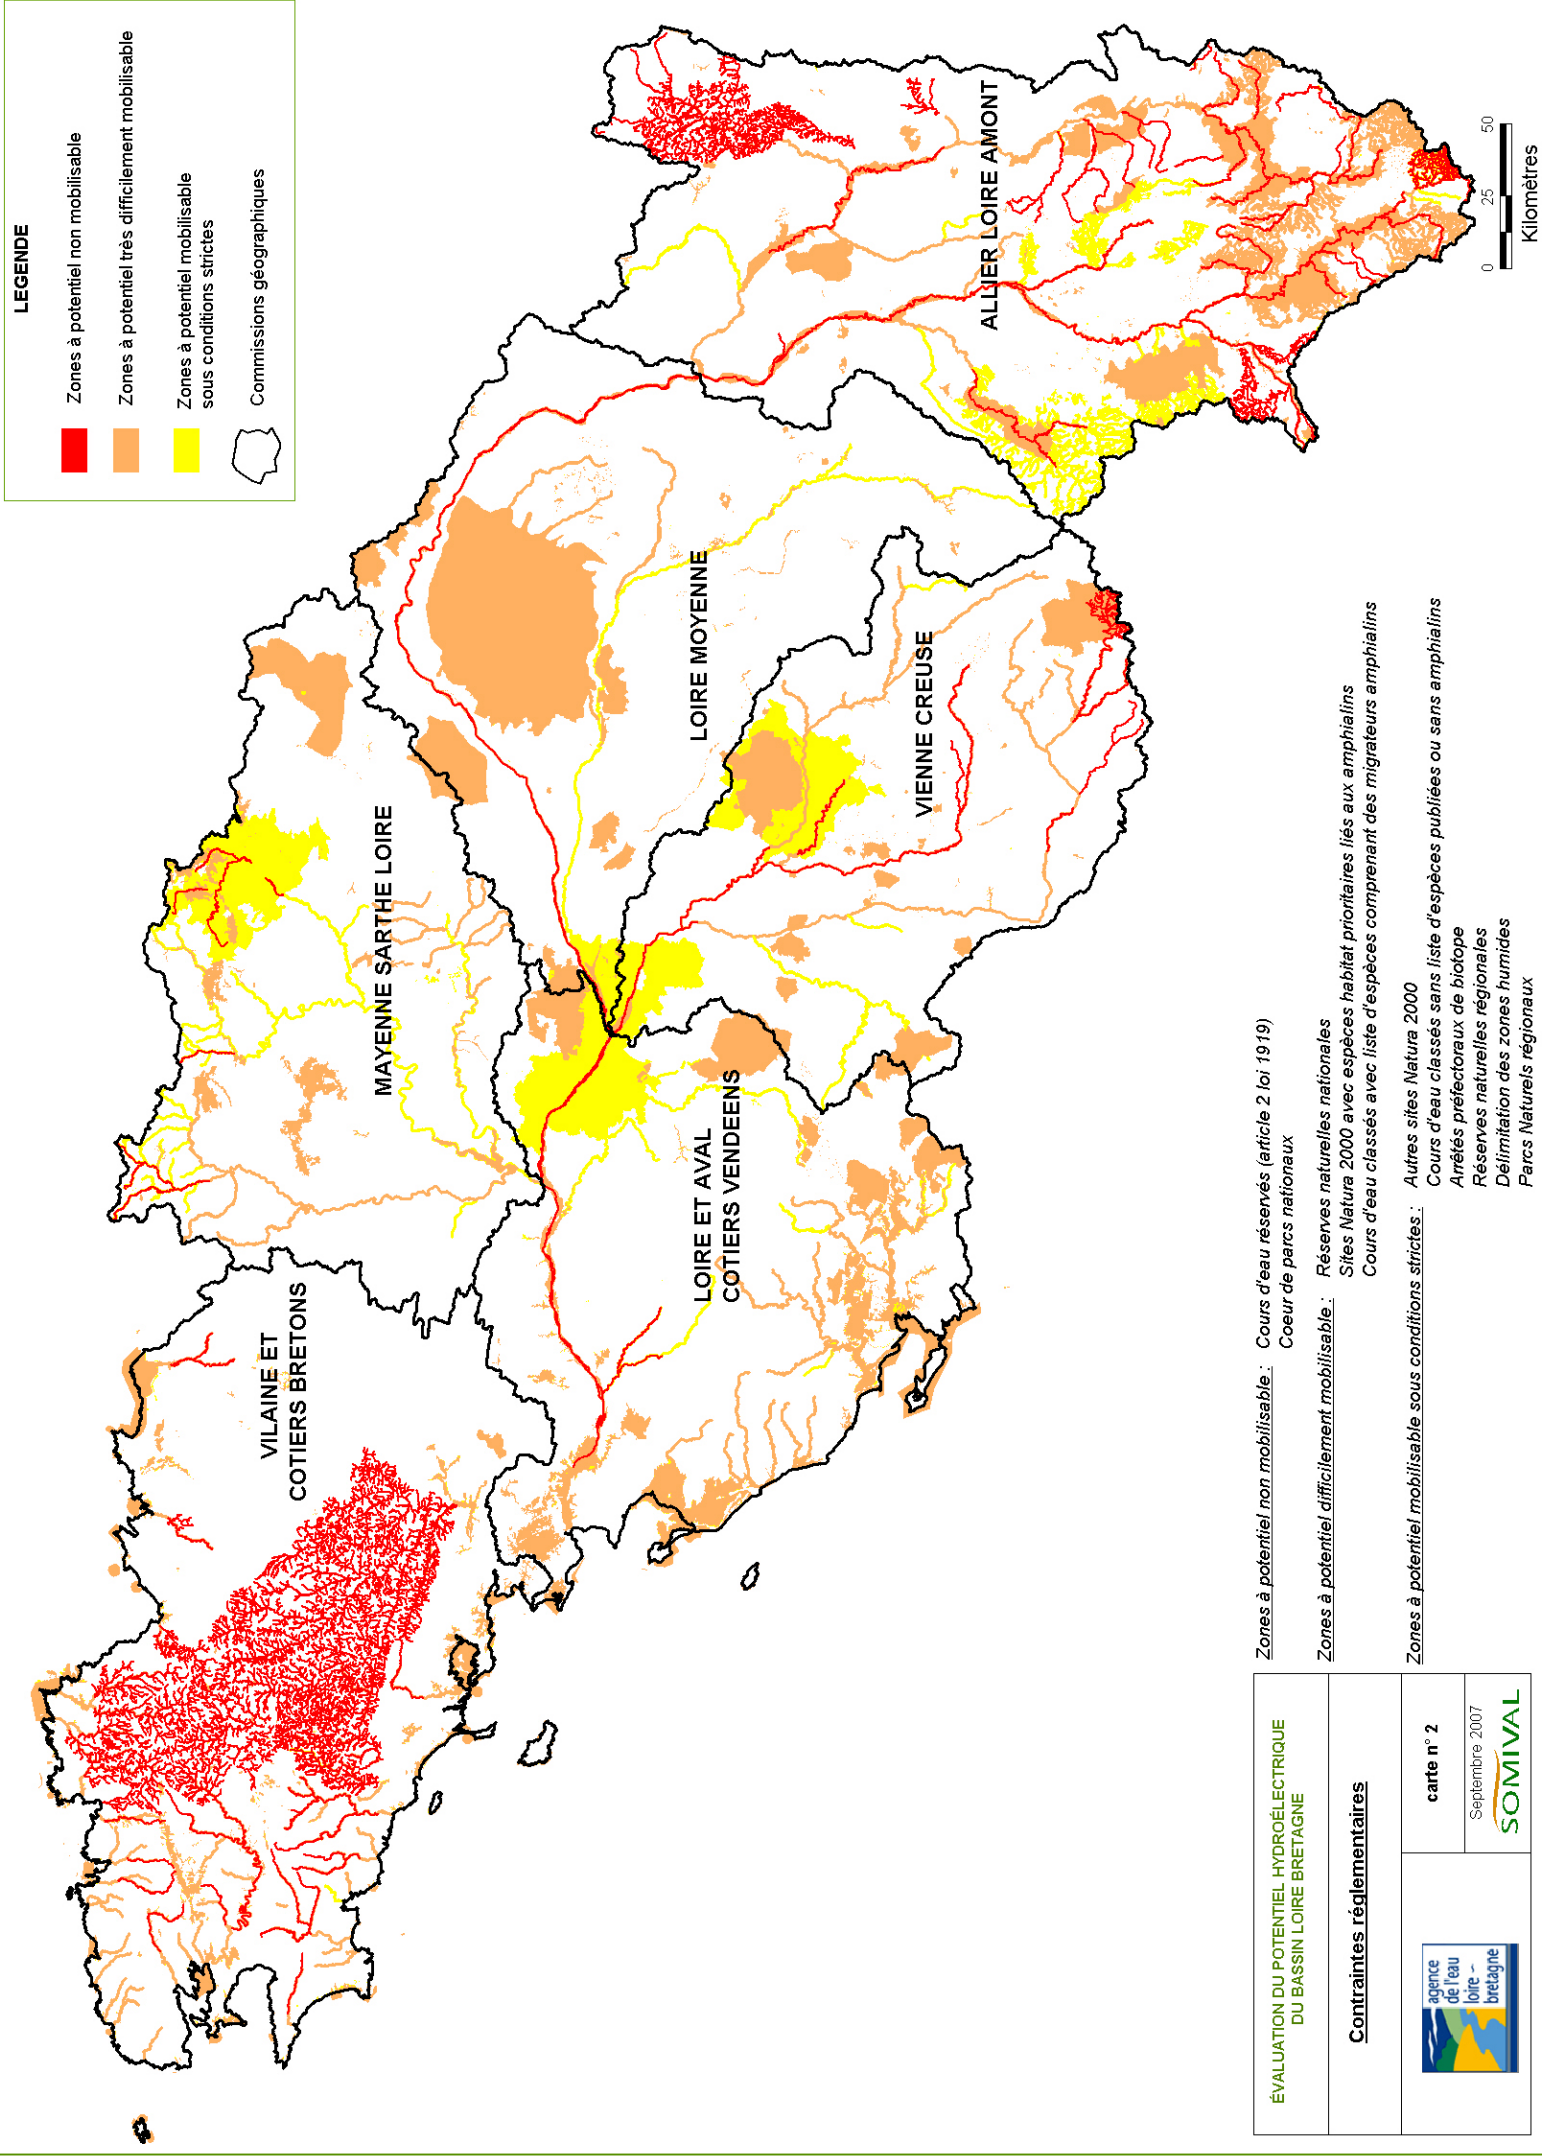 LEGENDE
Zones à potentiel non mobilisable
Zones à potentiel très difficilement mobilisable
Zones à potentiel mobilisable
sous conditions strictes
Commissions géographiques
VILAINE ET
COTIERS BRETONS
MAYENNE SARTHE LOIRE
LOIRE ET AVAL
COTIERS VENDEENS
LOIRE MOYENNE
VIENNE CREUSE
ALLIER LOIRE AMONT
0 25 50
Kilomètres
ÉVALUATION DU POTENTIEL HYDROÉLECTRIQUE
DU BASSIN LOIRE BRETAGNE
Contraintes réglementaires
agence
de l'eau
loire ~
bretagne
carte n° 2
Septembre 2007
SOMIVAL
Zones à potentiel non mobilisable : Cours d'eau réservés (article 2 loi 1919)
Coeur de parcs nationaux
Zones à potentiel difficilement mobilisable : Réserves naturelles nationales
Sites Natura 2000 avec espèces habitat prioritaires liés aux amphialins
Cours d'eau classés avec liste d'espèces comprenant des migrateurs amphialins
Zones à potentiel mobilisable sous conditions strictes : Autres sites Natura 2000
Cours d'eau classés sans liste d'espèces publiées ou sans amphialins
Arrêtés préfectoraux de biotope
Réserves naturelles régionales
Délimitation des zones humides
Parcs Naturels régionaux